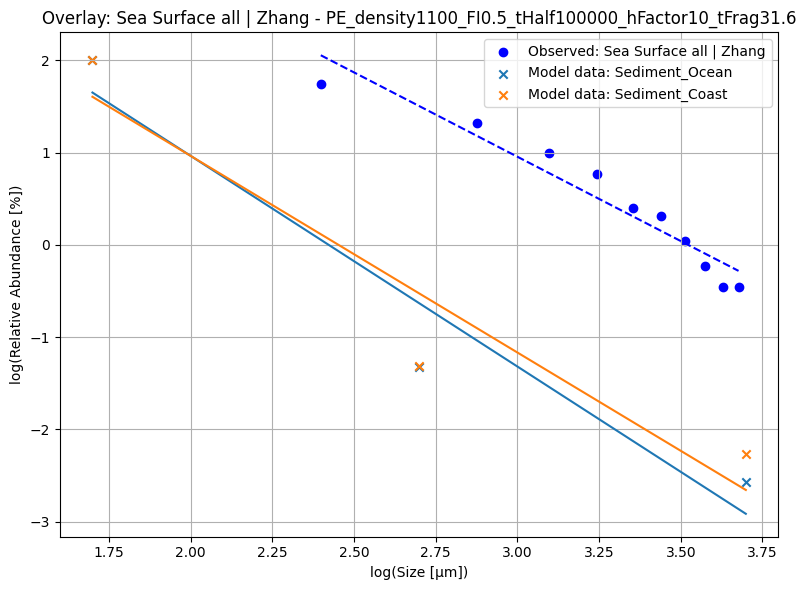 Overlay: Sea Surface all | Zhang - PE_density1100_FI0.5_tHalf100000_hFactor10_tFrag31.6
Observed: Sea Surface all | Zhang
Model data: Sediment_Ocean
Model data: Sediment_Coast
log(Relative Abundance [%])
2
1
0
−1
−2
−3
1.75 2.00 2.25 2.50 2.75 3.00 3.25 3.50 3.75
log(Size [μm])